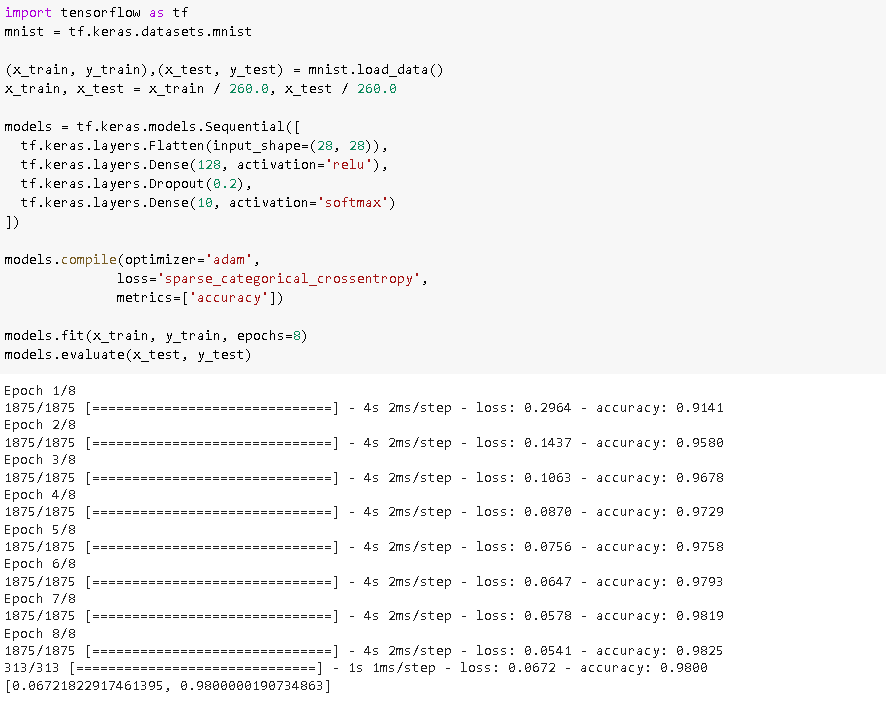 import tensorflow as tf
mnist = tf.keras.datasets.mnist
(x_train, y_train),(x_test, y_test) = mnist.load_data()
x_train, x_test = x_train / 260.0, x_test / 260.0
models = tf.keras.models.Sequential([
  tf.keras.layers.Flatten(input_shape=(28, 28)),
  tf.keras.layers.Dense(128, activation='relu'),
  tf.keras.layers.Dropout(0.2),
  tf.keras.layers.Dense(10, activation='softmax')
])
models.compile(optimizer='adam',
              loss='sparse_categorical_crossentropy',
              metrics=['accuracy'])
models.fit(x_train, y_train, epochs=8)
models.evaluate(x_test, y_test)
Epoch 1/8
1875/1875 [==============================] - 4s 2ms/step - loss: 0.2964 - accuracy: 0.9141
Epoch 2/8
1875/1875 [==============================] - 4s 2ms/step - loss: 0.1437 - accuracy: 0.9580
Epoch 3/8
1875/1875 [==============================] - 4s 2ms/step - loss: 0.1063 - accuracy: 0.9678
Epoch 4/8
1875/1875 [==============================] - 4s 2ms/step - loss: 0.0870 - accuracy: 0.9729
Epoch 5/8
1875/1875 [==============================] - 4s 2ms/step - loss: 0.0756 - accuracy: 0.9758
Epoch 6/8
1875/1875 [==============================] - 4s 2ms/step - loss: 0.0647 - accuracy: 0.9793
Epoch 7/8
1875/1875 [==============================] - 4s 2ms/step - loss: 0.0578 - accuracy: 0.9819
Epoch 8/8
1875/1875 [==============================] - 4s 2ms/step - loss: 0.0541 - accuracy: 0.9825
313/313 [==============================] - 1s 1ms/step - loss: 0.0672 - accuracy: 0.9800
[0.06721822917461395, 0.9800000190734863]